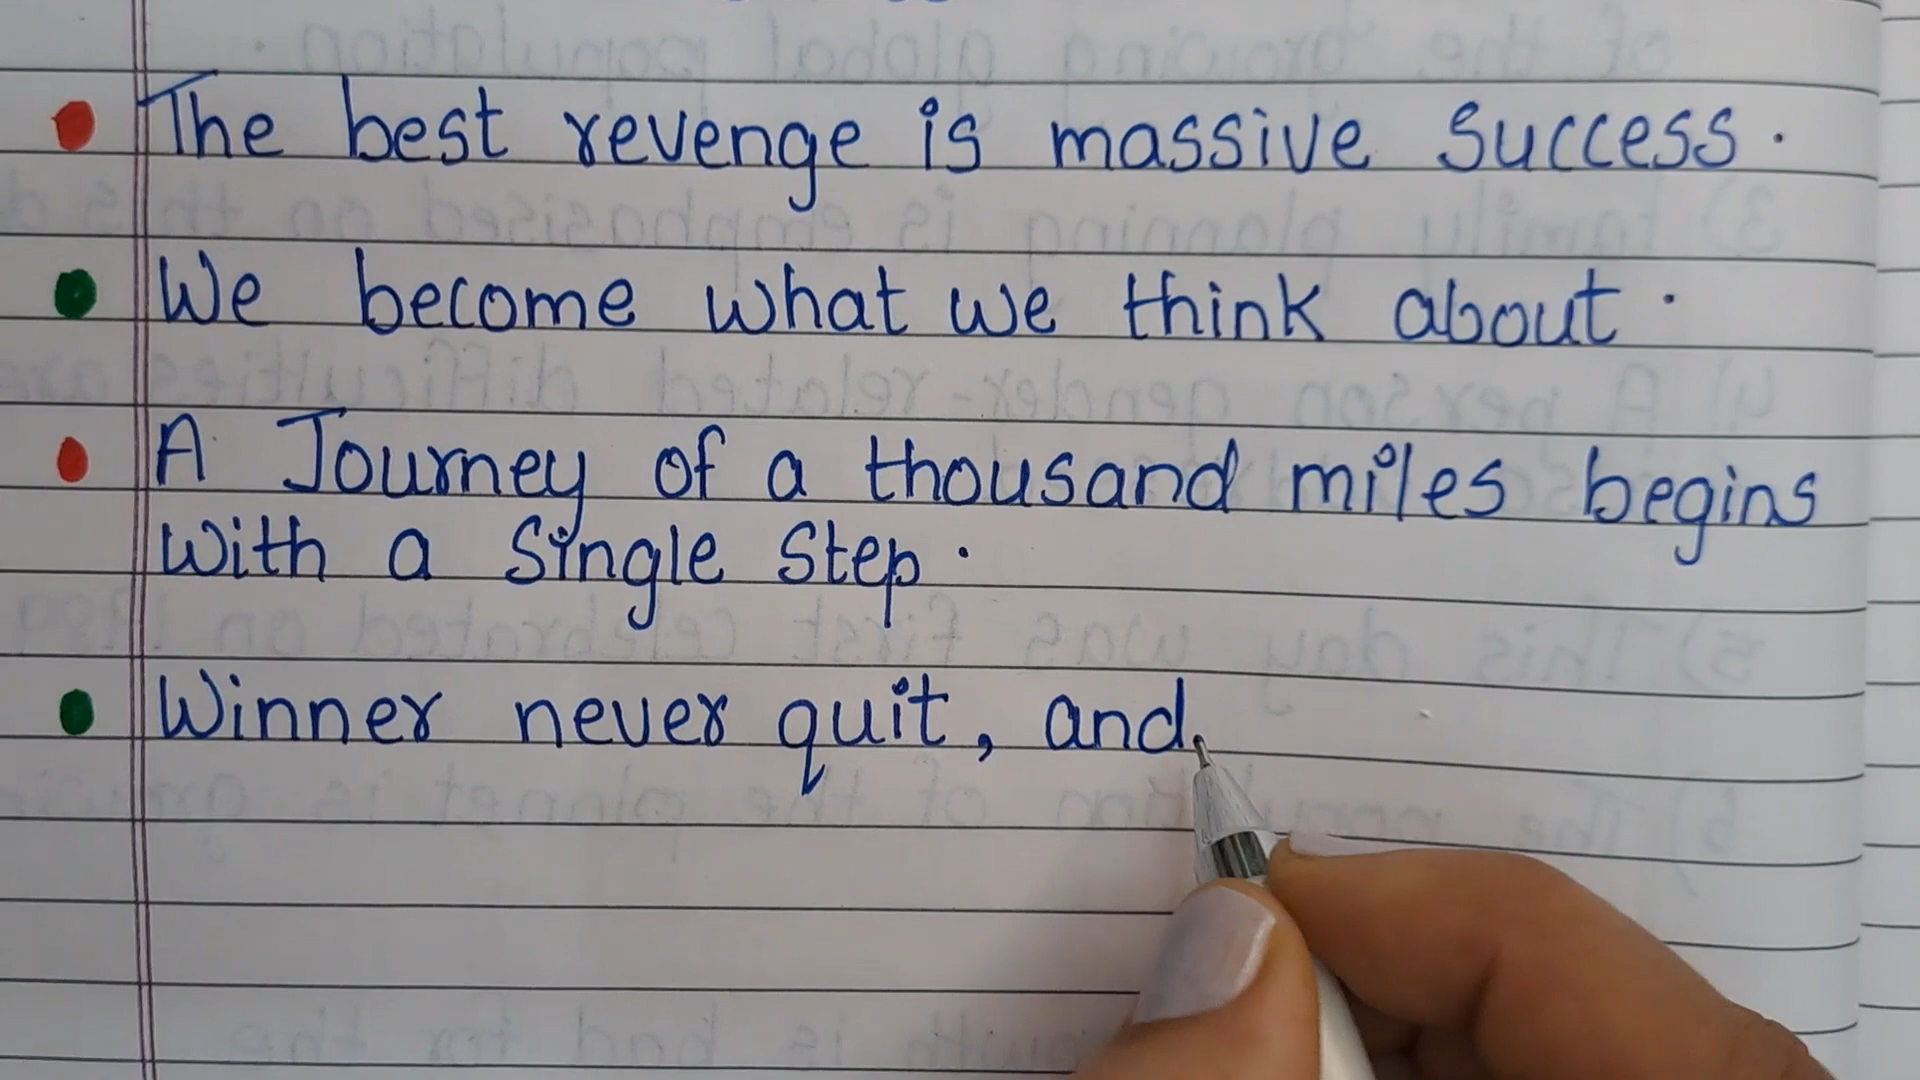 The best revenge is massive Success.
We become what we think about.
A Journey of a thousand miles begins
with a Single Step.
Winner never quit, and